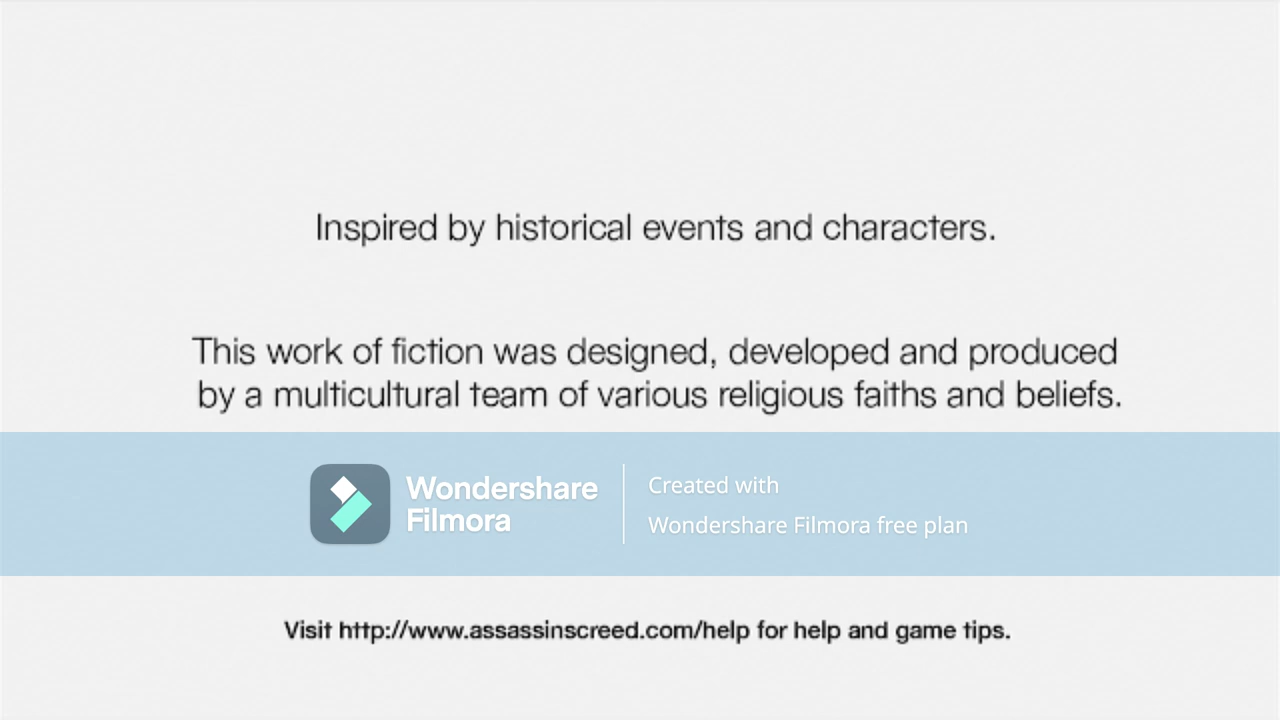 Inspired by historical events and characters.
This work of fiction was designed, developed and produced
by a multicultural team of various religious faiths and beliefs.
Wondershare
Filmora
Created with
Wondershare Filmora free plan
Visit http://www.assassinscreed.com/help for help and game tips.